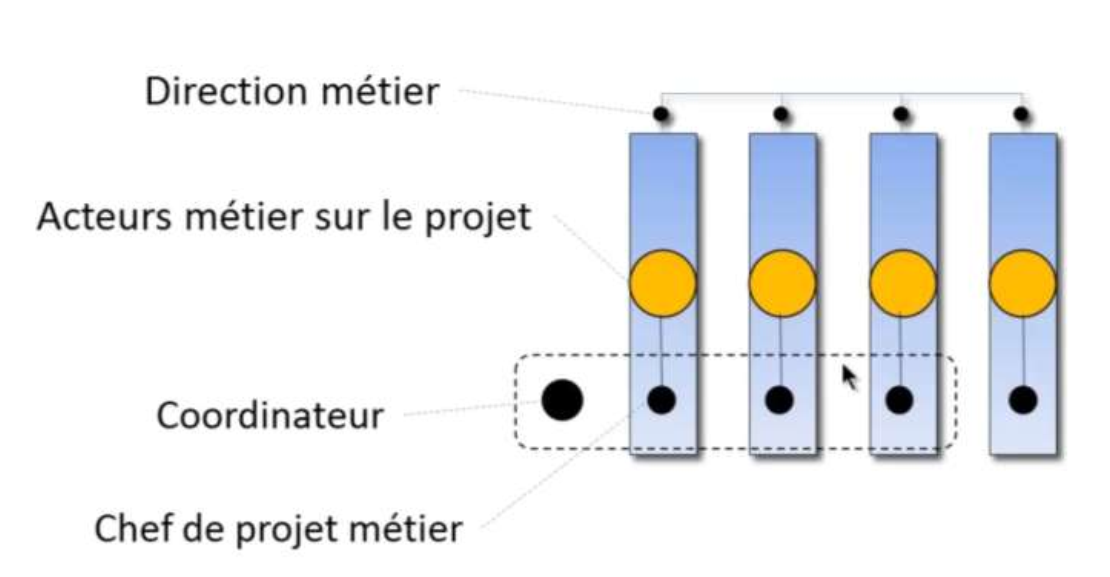 Direction métier
Acteurs métier sur le projet
Coordinateur
Chef de projet métier